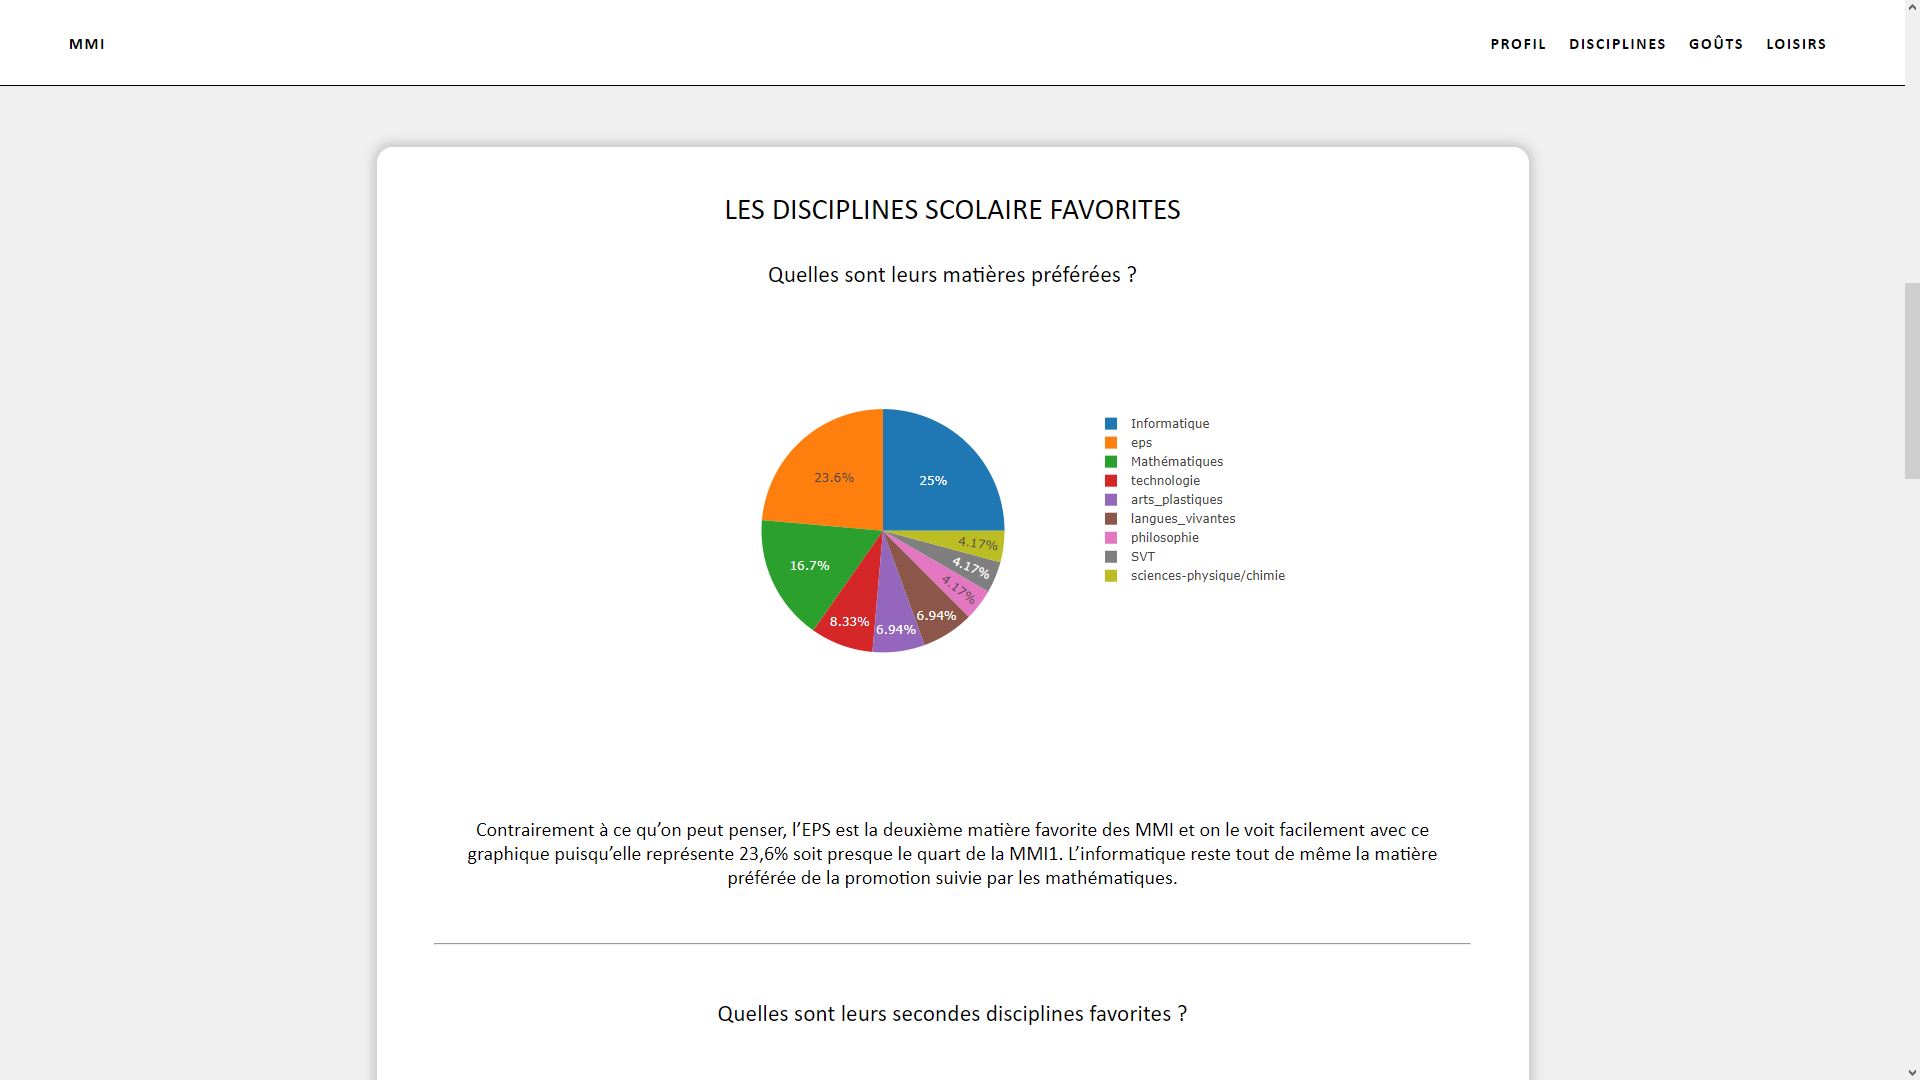 MMI
PROFIL DISCIPLINES GOÛTS LOISIRS
LES DISCIPLINES SCOLAIRE FAVORITES
Quelles sont leurs matières préférées ?
23.6%
25%
16.7%
8.33%
6.94%
6.94%
4.17%
4.17%
4.17%
Informatique
eps
Mathématiques
technologie
arts_plastiques
langues_vivantes
philosophie
SVT
sciences-physique/chimie
Contrairement à ce qu’on peut penser, l’EPS est la deuxième matière favorite des MMI et on le voit facilement avec ce
graphique puisqu’elle représente 23,6% soit presque le quart de la MMI1. L’informatique reste tout de même la matière
préférée de la promotion suivie par les mathématiques.
Quelles sont leurs secondes disciplines favorites ?